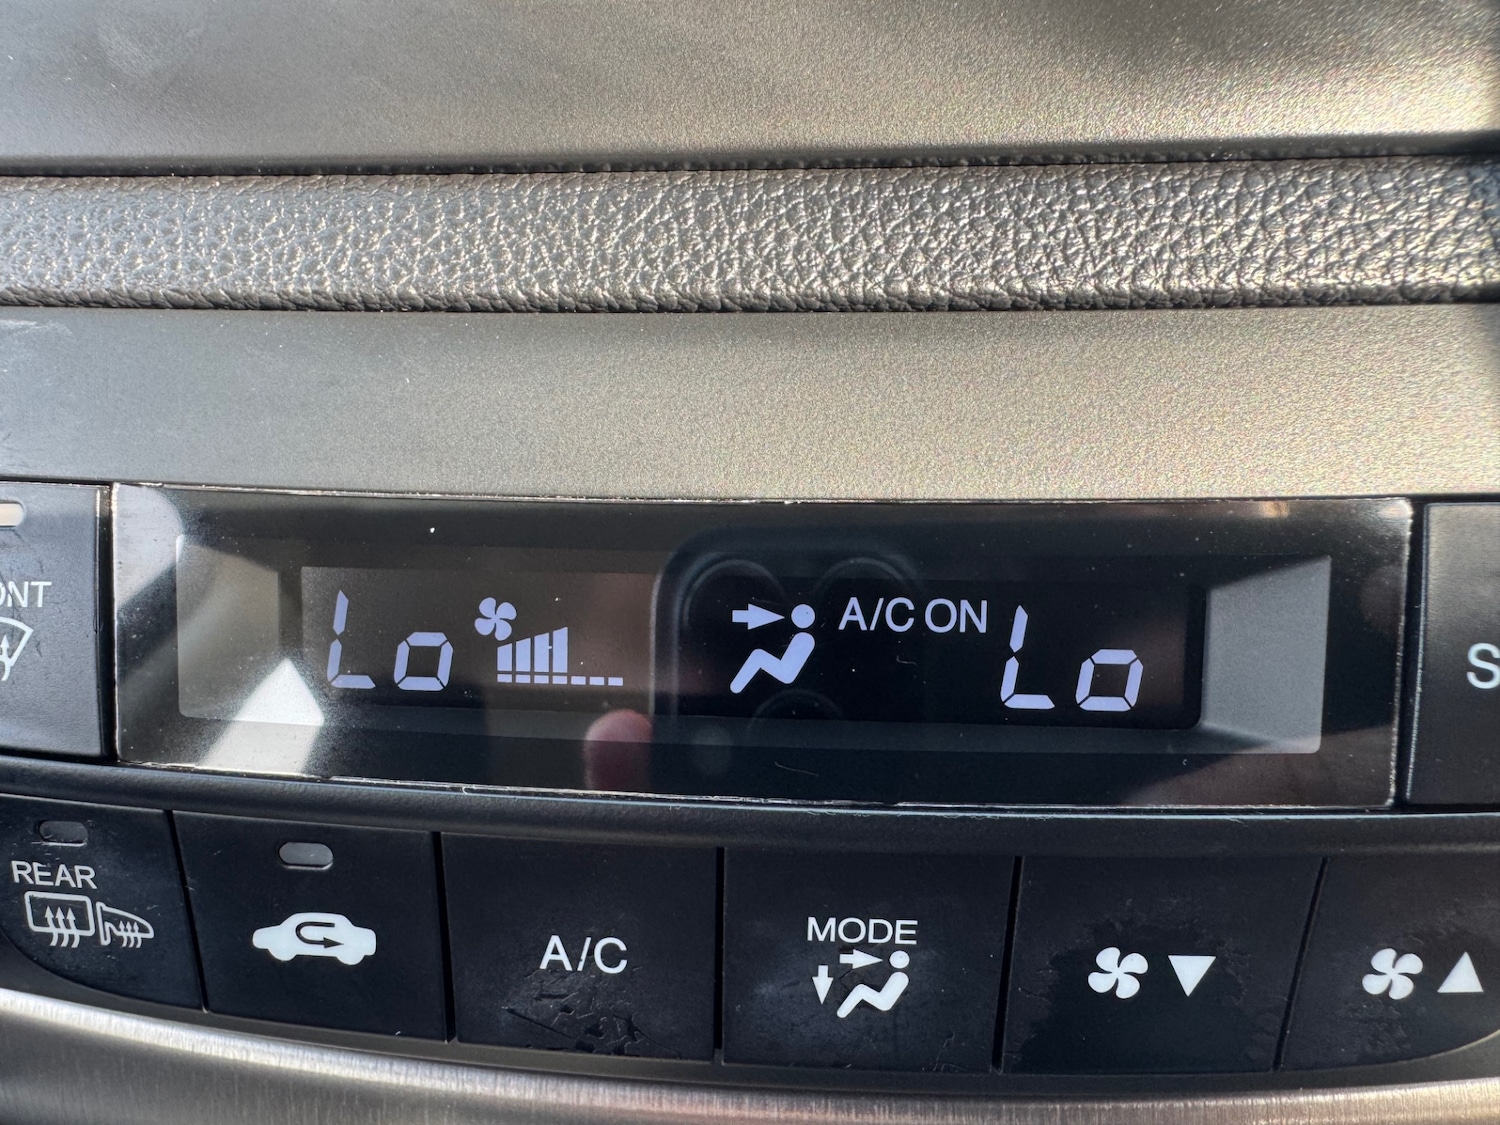 ONT
Lo A/C ON Lo
S
REAR
A/C
MODE